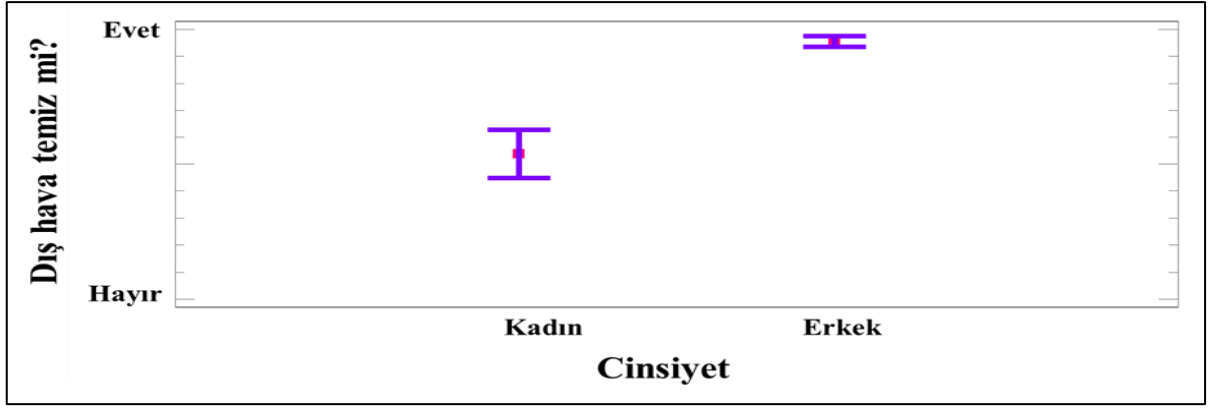 Dış hava temiz mi?
Evet
Hayır
Kadın
Erkek
Cinsiyet